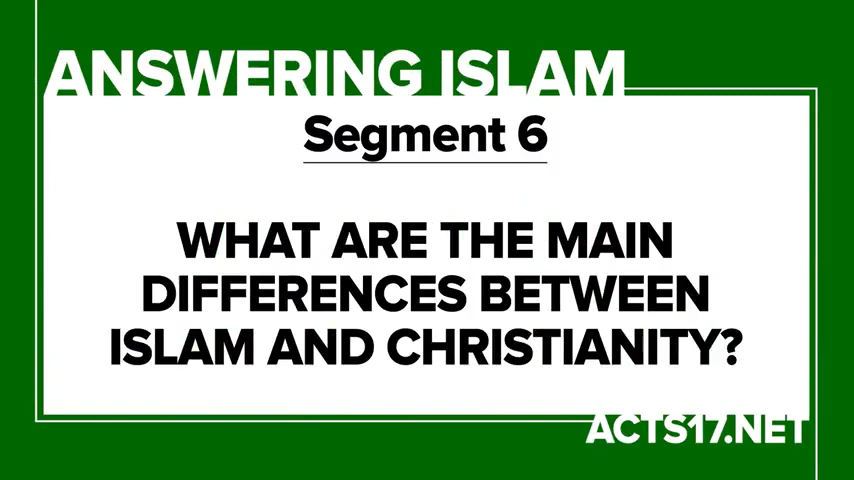 ANSWERING ISLAM
Segment 6
WHAT ARE THE MAIN
DIFFERENCES BETWEEN
ISLAM AND CHRISTIANITY?
ACTS17.NET